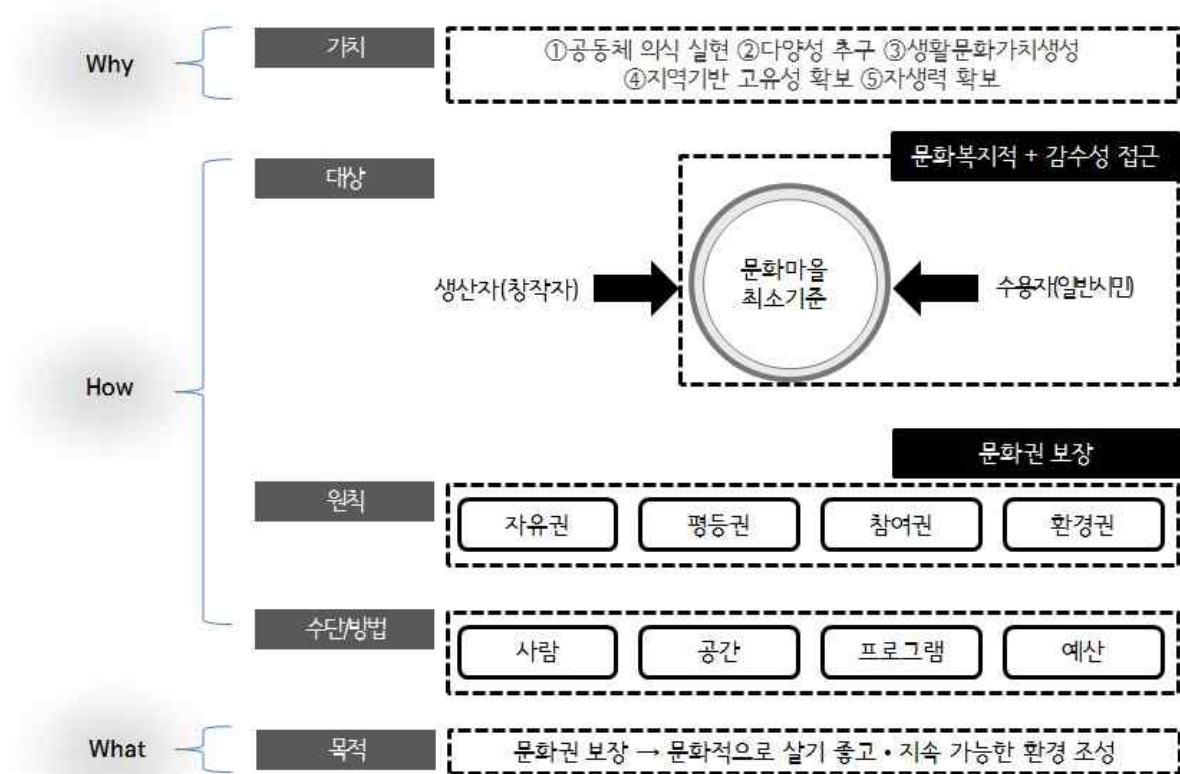 Why
가치
①공동체 의식 실현 ②다양성 추구 ③생활문화가치생성
④지역기반 고유성 확보 ⑤자생력 확보
How
대상
문화복지적 + 감수성 접근
생산자(창작자)
문화마을
최소기준
수용자(일반시민)
문화권 보장
원칙
자유권
평등권
참여권
환경권
수단/방법
사람
공간
프로그램
예산
What
목적
문화권 보장 → 문화적으로 살기 좋고・지속 가능한 환경 조성